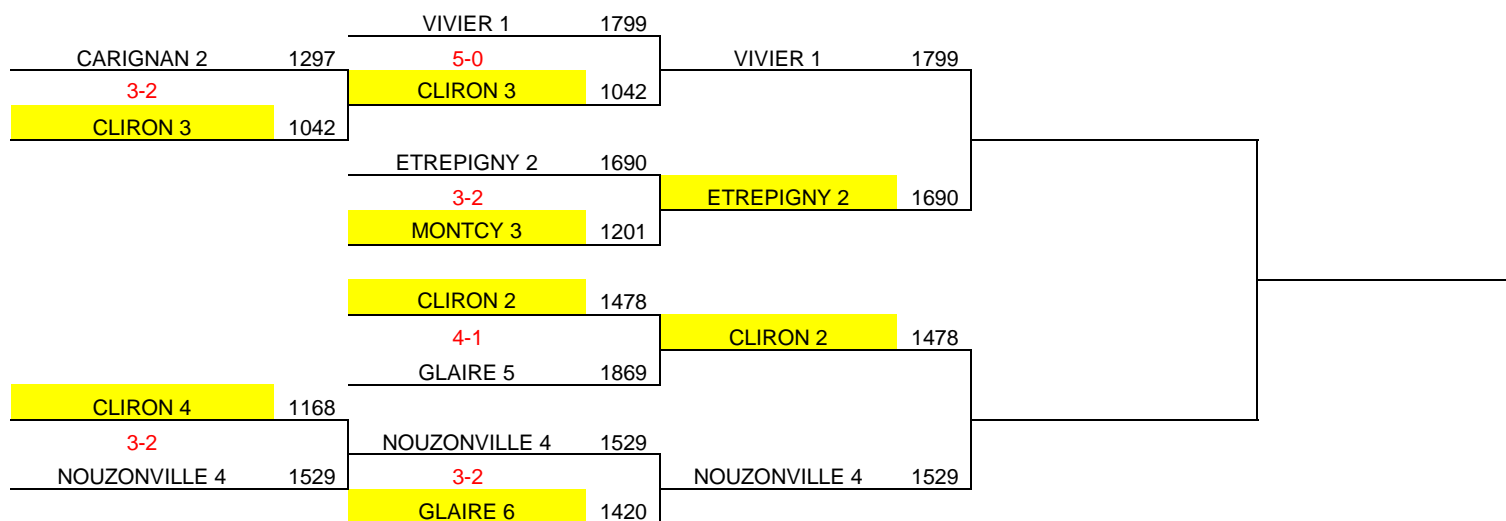 VIVIER 1 1799
CARIGNAN 2 1297 5-0 VIVIER 1 1799
3-2 CLIRON 3 1042
CLIRON 3 1042
ETREPIGNY 2 1690
3-2 ETREPIGNY 2 1690
MONTCY 3 1201
CLIRON 2 1478
4-1 CLIRON 2 1478
GLAIRE 5 1869
CLIRON 4 1168
3-2 NOUZONVILLE 4 1529
NOUZONVILLE 4 1529 3-2 NOUZONVILLE 4 1529
GLAIRE 6 1420